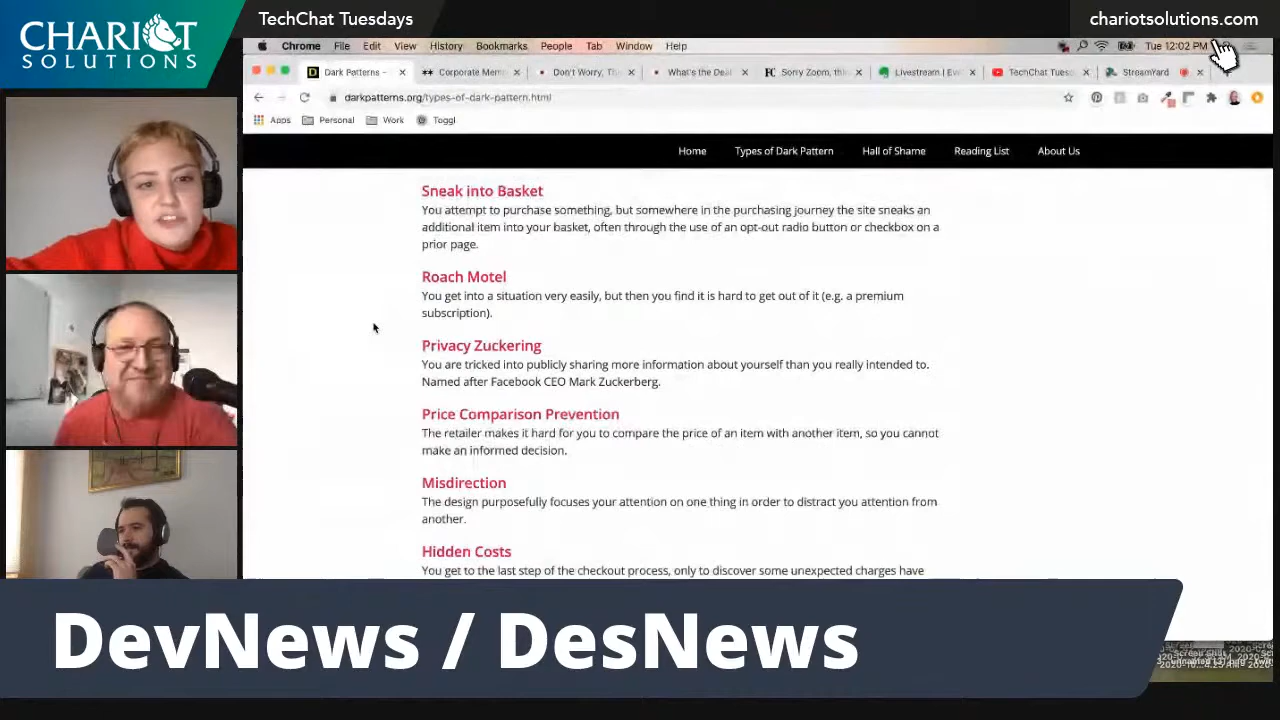 CHARIOT
SOLUTIONS
TechChat Tuesdays
chariotsolutions.com
Chrome File Edit View History Bookmarks People Tab Window Help
Tue 12:02 PM
Dark Patterns –
Corporate Mem
Don't Worry, The
What's the Deal
Sorry Zoom, this
Livestream | Eve
TechChat Tuesd
StreamYard
darkpatterns.org/types-of-dark-pattern.html
Apps Personal Work Toggl
Home Types of Dark Pattern Hall of Shame Reading List About Us
Sneak into Basket
You attempt to purchase something, but somewhere in the purchasing journey the site sneaks an
additional item into your basket, often through the use of an opt-out radio button or checkbox on a
prior page.
Roach Motel
You get into a situation very easily, but then you find it is hard to get out of it (e.g. a premium
subscription).
Privacy Zuckering
You are tricked into publicly sharing more information about yourself than you really intended to.
Named after Facebook CEO Mark Zuckerberg.
Price Comparison Prevention
The retailer makes it hard for you to compare the price of an item with another item, so you cannot
make an informed decision.
Misdirection
The design purposefully focuses your attention on one thing in order to distract you attention from
another.
Hidden Costs
You get to the last step of the checkout process, only to discover some unexpected charges have
DevNews / DesNews